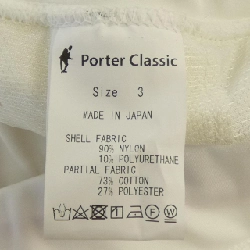 Porter Classic
Size 3
MADE IN JAPAN
SHELL FABRIC
90% NYLON
10% POLYURETHANE
PARTIAL FABRIC
73% COTTON
27% POLYESTER